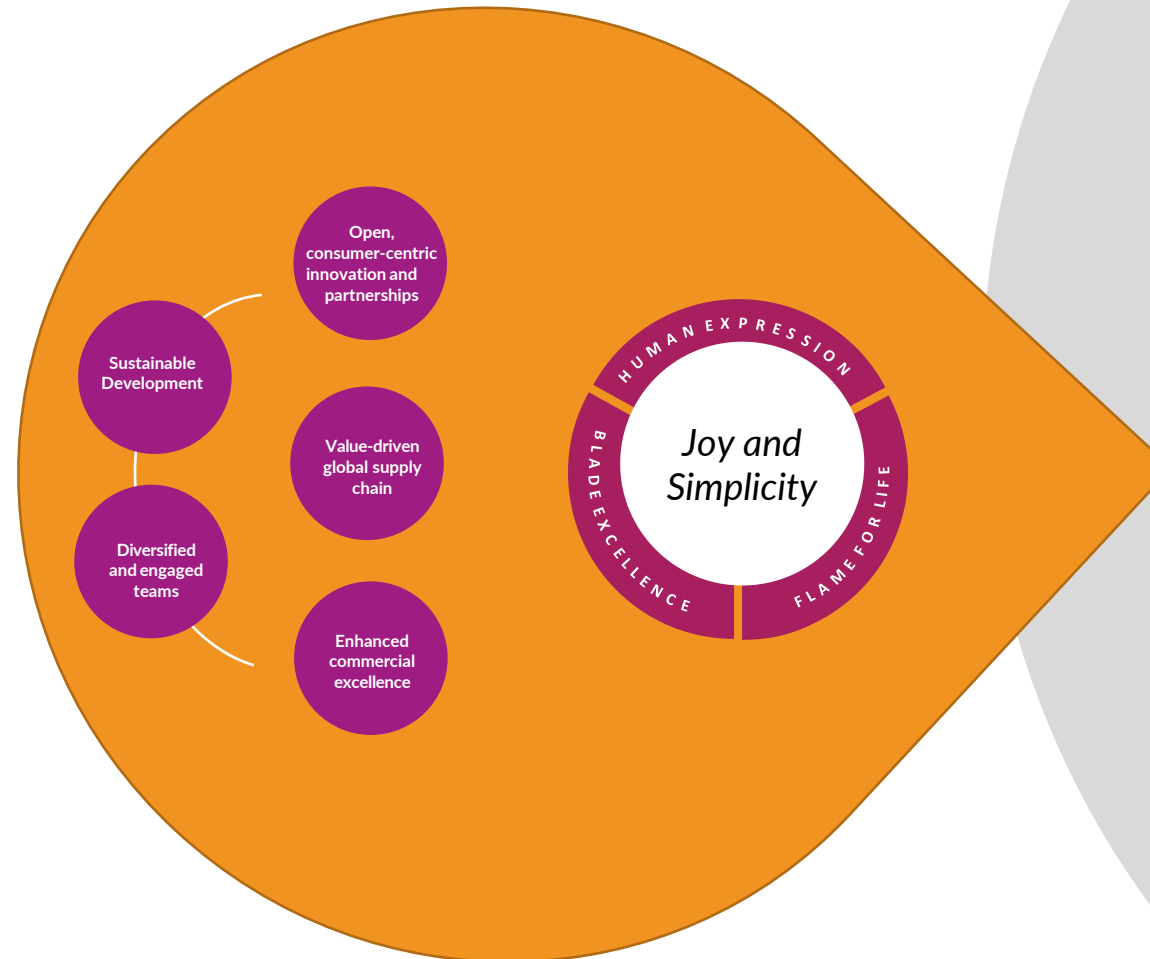 Open,
consumer-centric
innovation and
partnerships
Sustainable
Development
Value-driven
global supply
chain
Diversified
and engaged
teams
Enhanced
commercial
excellence
HUMAN EXPRESSION
BLADE EXCELLENCE
FLAME FOR LIFE
Joy and
Simplicity